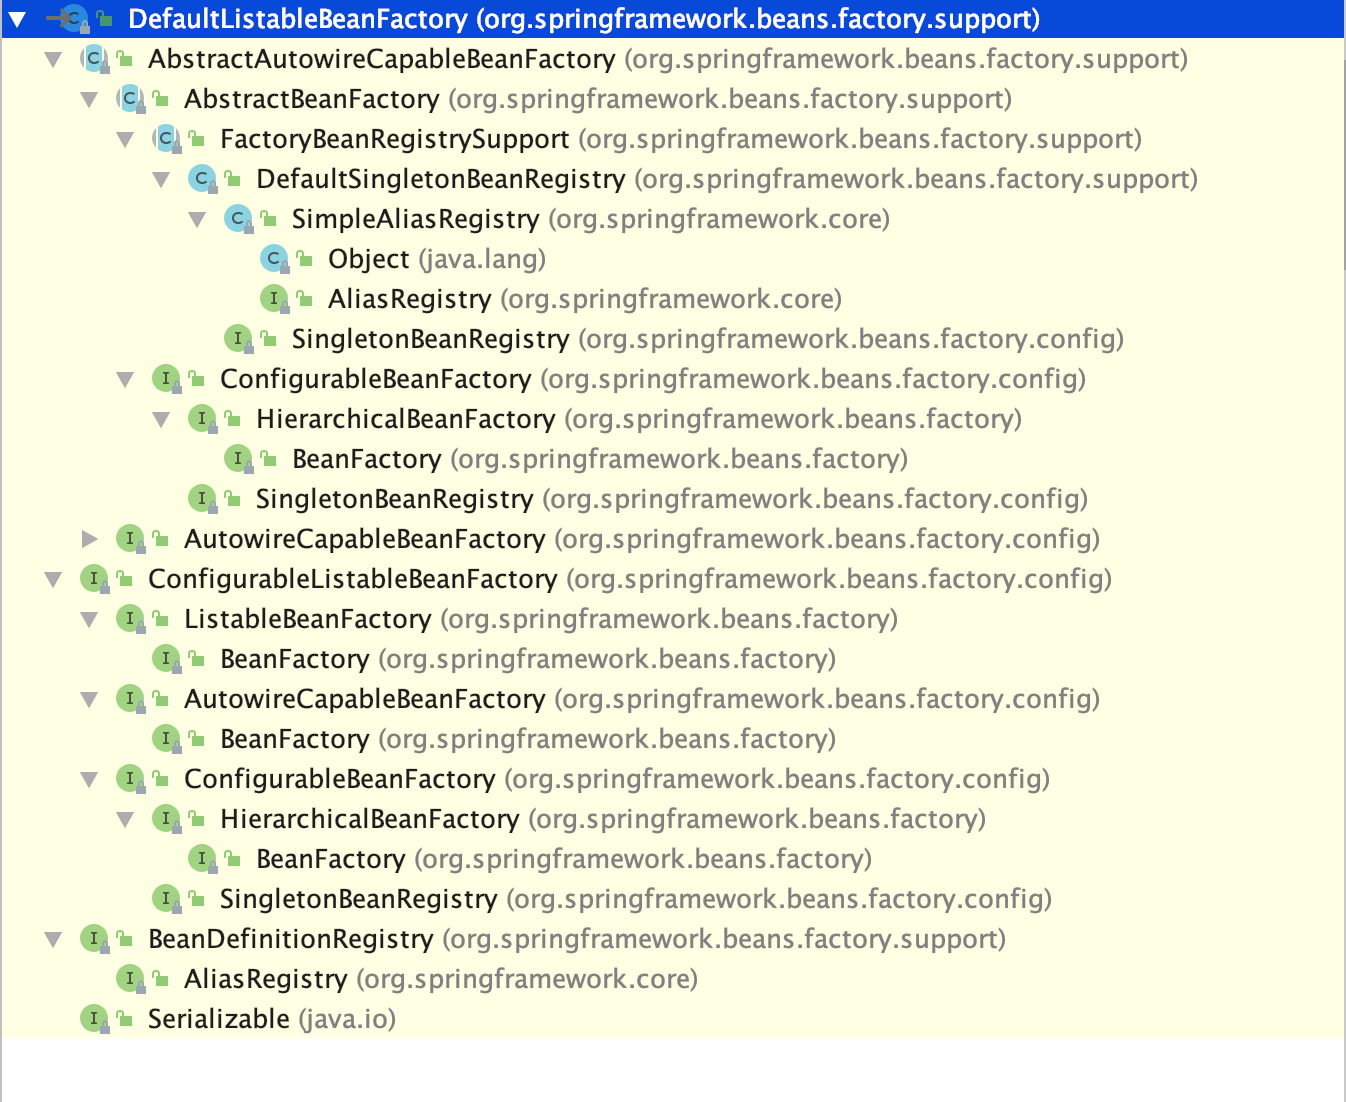 DefaultListableBeanFactory (org.springframework.beans.factory.support)
C AbstractAutowireCapableBeanFactory (org.springframework.beans.factory.support)
C AbstractBeanFactory (org.springframework.beans.factory.support)
C FactoryBeanRegistrySupport (org.springframework.beans.factory.support)
C DefaultSingletonBeanRegistry (org.springframework.beans.factory.support)
C SimpleAliasRegistry (org.springframework.core)
C Object (java.lang)
I AliasRegistry (org.springframework.core)
I SingletonBeanRegistry (org.springframework.beans.factory.config)
I ConfigurableBeanFactory (org.springframework.beans.factory.config)
I HierarchicalBeanFactory (org.springframework.beans.factory)
I BeanFactory (org.springframework.beans.factory)
I SingletonBeanRegistry (org.springframework.beans.factory.config)
I AutowireCapableBeanFactory (org.springframework.beans.factory.config)
I ConfigurableListableBeanFactory (org.springframework.beans.factory.config)
I ListableBeanFactory (org.springframework.beans.factory)
I BeanFactory (org.springframework.beans.factory)
I AutowireCapableBeanFactory (org.springframework.beans.factory.config)
I BeanFactory (org.springframework.beans.factory)
I ConfigurableBeanFactory (org.springframework.beans.factory.config)
I HierarchicalBeanFactory (org.springframework.beans.factory)
I BeanFactory (org.springframework.beans.factory)
I SingletonBeanRegistry (org.springframework.beans.factory.config)
I BeanDefinitionRegistry (org.springframework.beans.factory.support)
I AliasRegistry (org.springframework.core)
I Serializable (java.io)